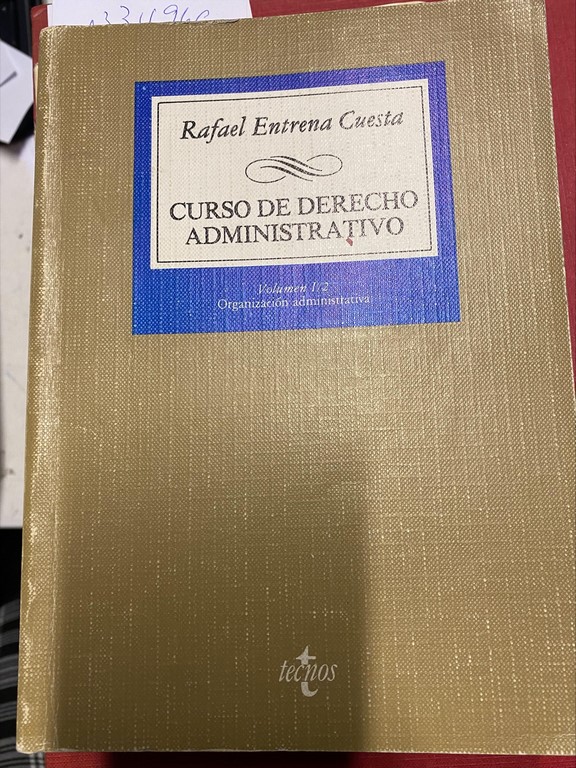 Rafael Entrena Cuesta
CURSO DE DERECHO
ADMINISTRATIVO
Volumen I/2
Organización administrativa
tecnos